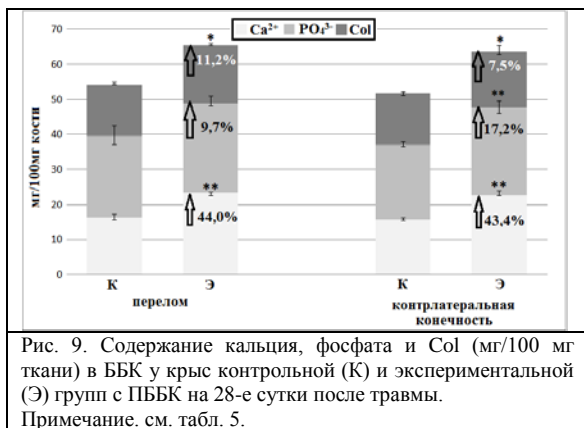 Ca²⁺ PO₄³⁻ Col
70
60
50
40
30
20
10
0
мг/100мг кости
*
11,2%
9,7%
**
44,0%
*
7,5%
**
17,2%
**
43,4%
К Э К Э
перелом контрлатеральная
конечность
Рис. 9. Содержание кальция, фосфата и Col (мг/100 мг
ткани) в ББК у крыс контрольной (К) и экспериментальной
(Э) групп с ПББК на 28-е сутки после травмы.
Примечание. см. табл. 5.